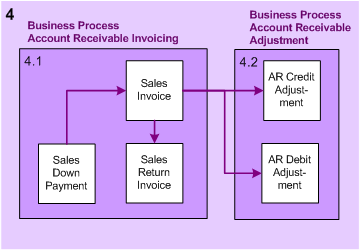 4
Business Process
Account Receivable Invoicing
4.1
Sales
Invoice
Sales
Down
Payment
Sales
Return
Invoice
Business Process
Account Receivable
Adjustment
4.2
AR Credit
Adjust-
ment
AR Debit
Adjust-
ment